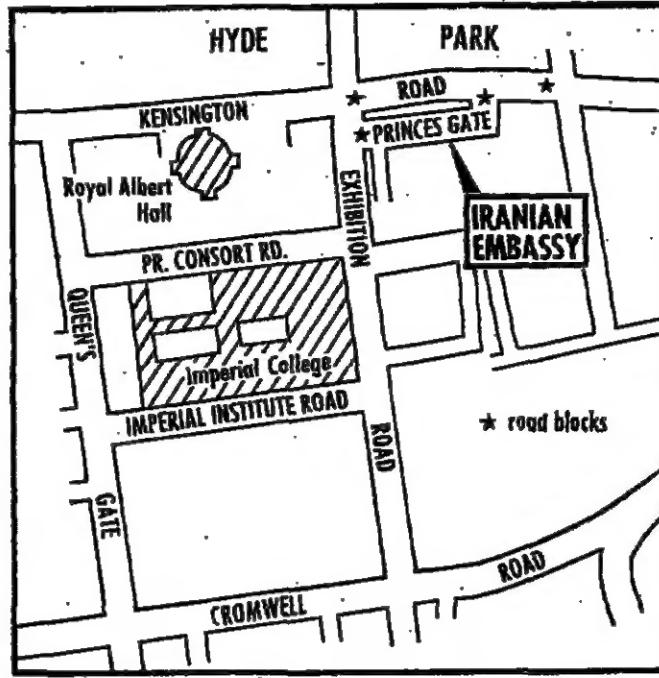 HYDE PARK
KENSINGTON ROAD
PRINCES GATE
Royal Albert
Hall
EXHIBITION ROAD
IRANIAN
EMBASSY
PR. CONSORT RD.
QUEEN'S GATE
Imperial College
IMPERIAL INSTITUTE ROAD
★ road blocks
CROMWELL ROAD